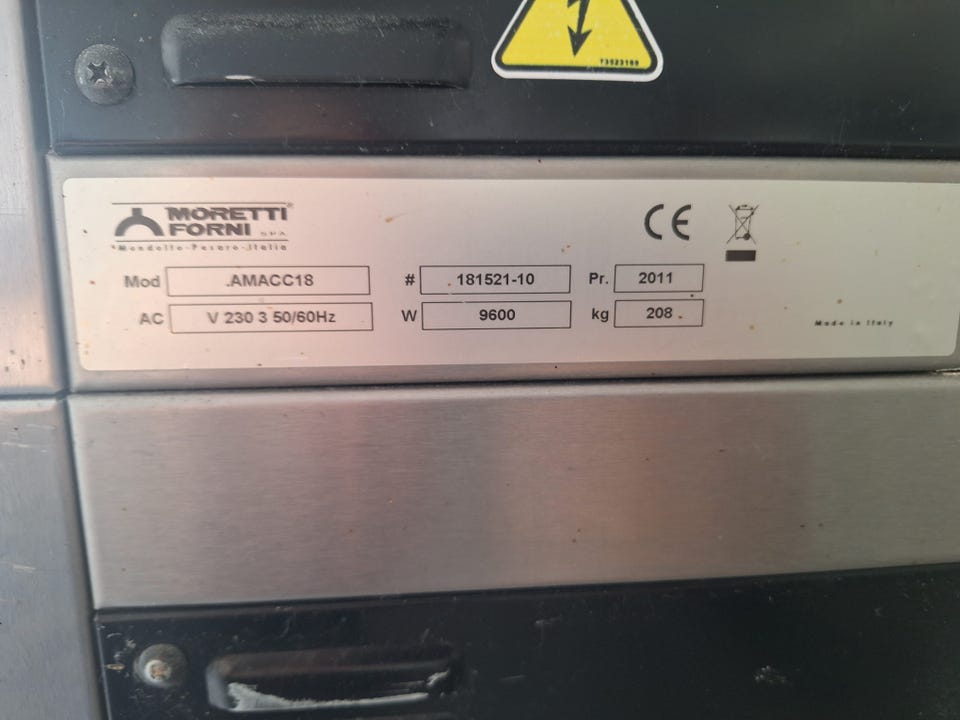 T3523160
MORETTI
FORNI S.P.A.
Mondolfo-Pesaro-Italia
CE
Mod .AMACC18 # 181521-10 Pr. 2011
AC V 230 3 50/60Hz W 9600 kg 208
Made in Italy